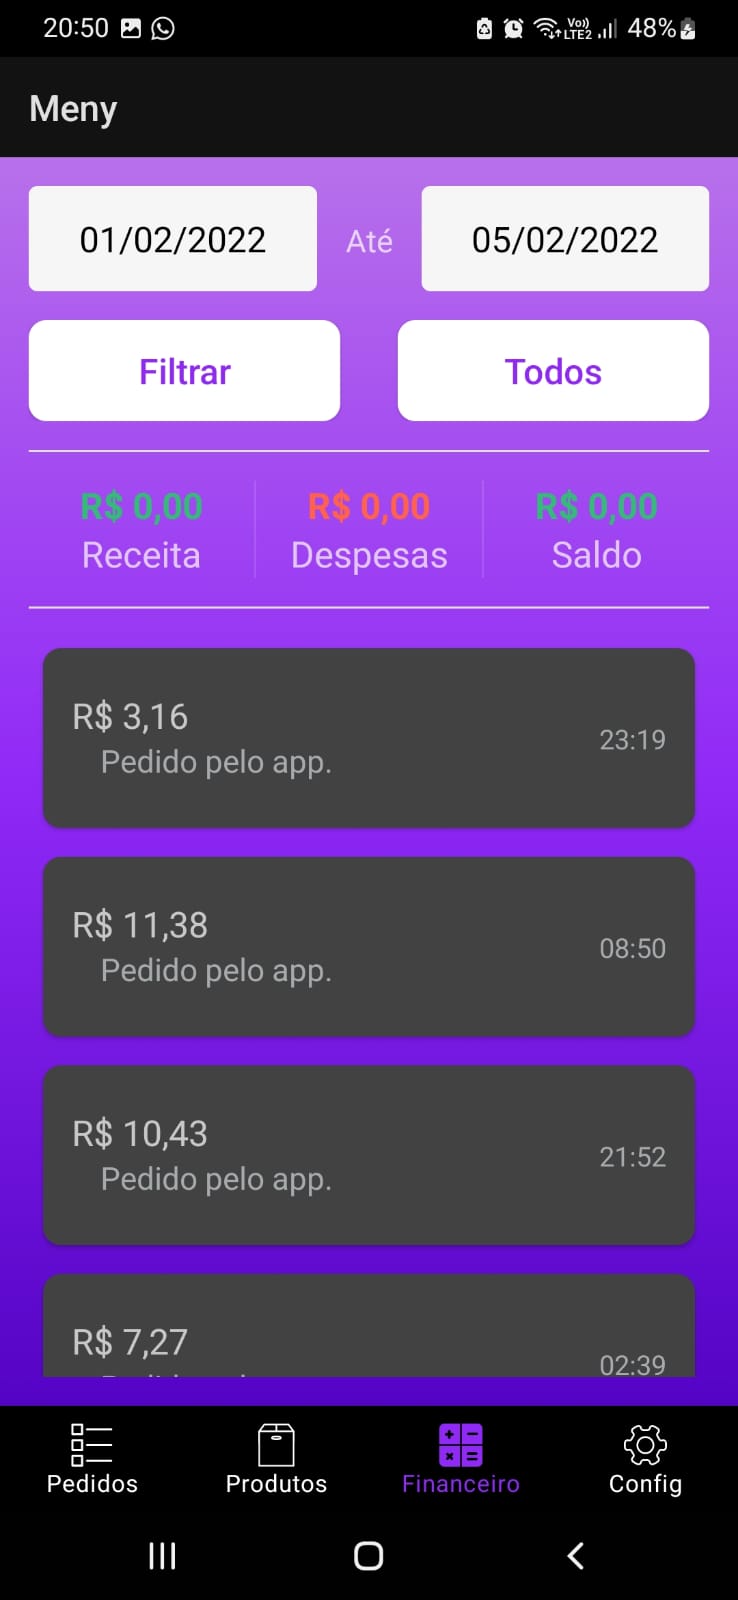 20:50 Vo)) LTE2 48%
Meny
01/02/2022 Até 05/02/2022
Filtrar Todos
R$ 0,00 R$ 0,00 R$ 0,00
Receita Despesas Saldo
R$ 3,16
23:19
Pedido pelo app.
R$ 11,38
08:50
Pedido pelo app.
R$ 10,43
21:52
Pedido pelo app.
R$ 7,27
02:39
Pedidos Produtos Financeiro Config